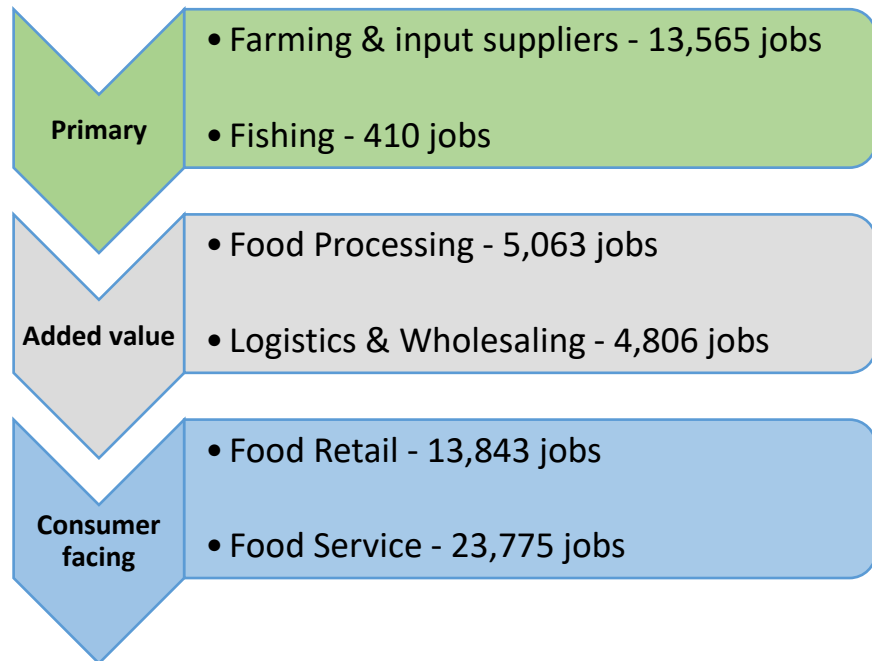 • Farming & input suppliers - 13,565 jobs
Primary
• Fishing - 410 jobs
• Food Processing - 5,063 jobs
Added value
• Logistics & Wholesaling - 4,806 jobs
• Food Retail - 13,843 jobs
Consumer
facing
• Food Service - 23,775 jobs